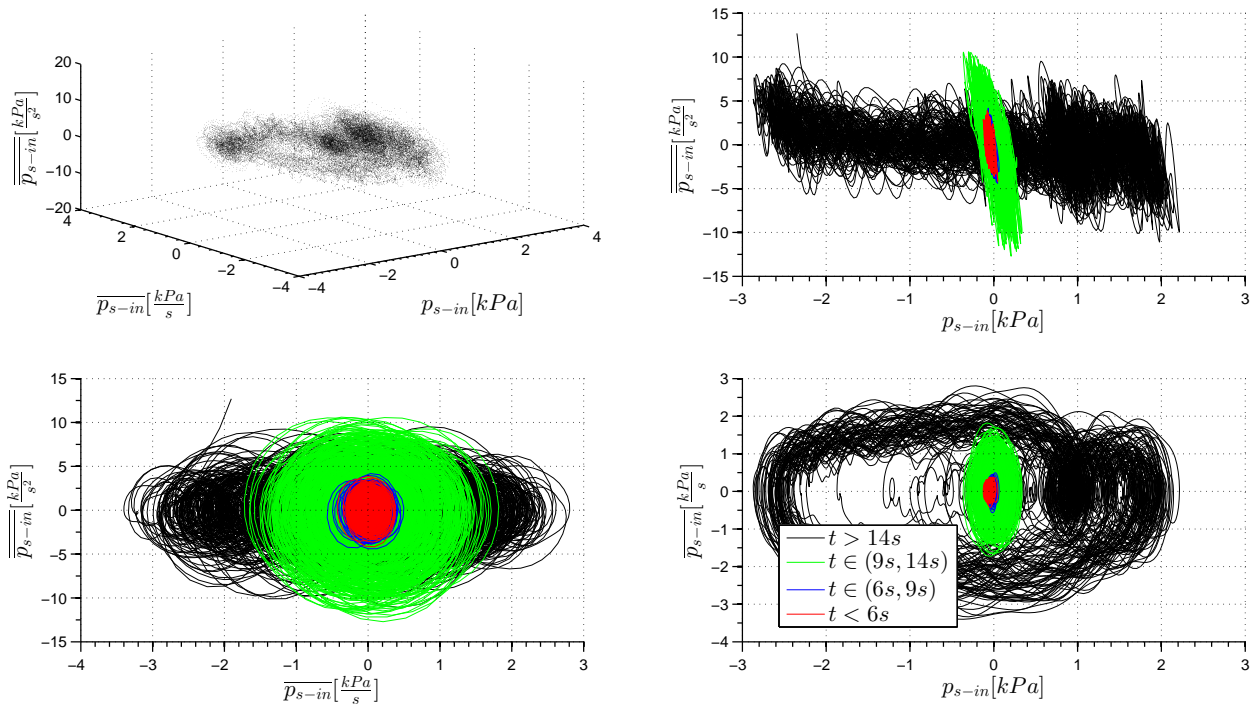 20
10
0
−10
−20
4
2
0
−2
−4
−4
−2
0
2
4
p̿_{s−in}[kPa/s²]
p̅_{s−in}[kPa/s]
p_{s−in}[kPa]
15
10
5
0
−5
−10
−15
−3 −2 −1 0 1 2 3
p̿_{s−in}[kPa/s²]
p_{s−in}[kPa]
15
10
5
0
−5
−10
−15
−4 −3 −2 −1 0 1 2 3
p̿_{s−in}[kPa/s²]
p̅_{s−in}[kPa/s]
3
2
1
0
−1
−2
−3
−4
−3 −2 −1 0 1 2 3
p̅_{s−in}[kPa/s]
p_{s−in}[kPa]
t > 14s
t ∈ (9s, 14s)
t ∈ (6s, 9s)
t < 6s